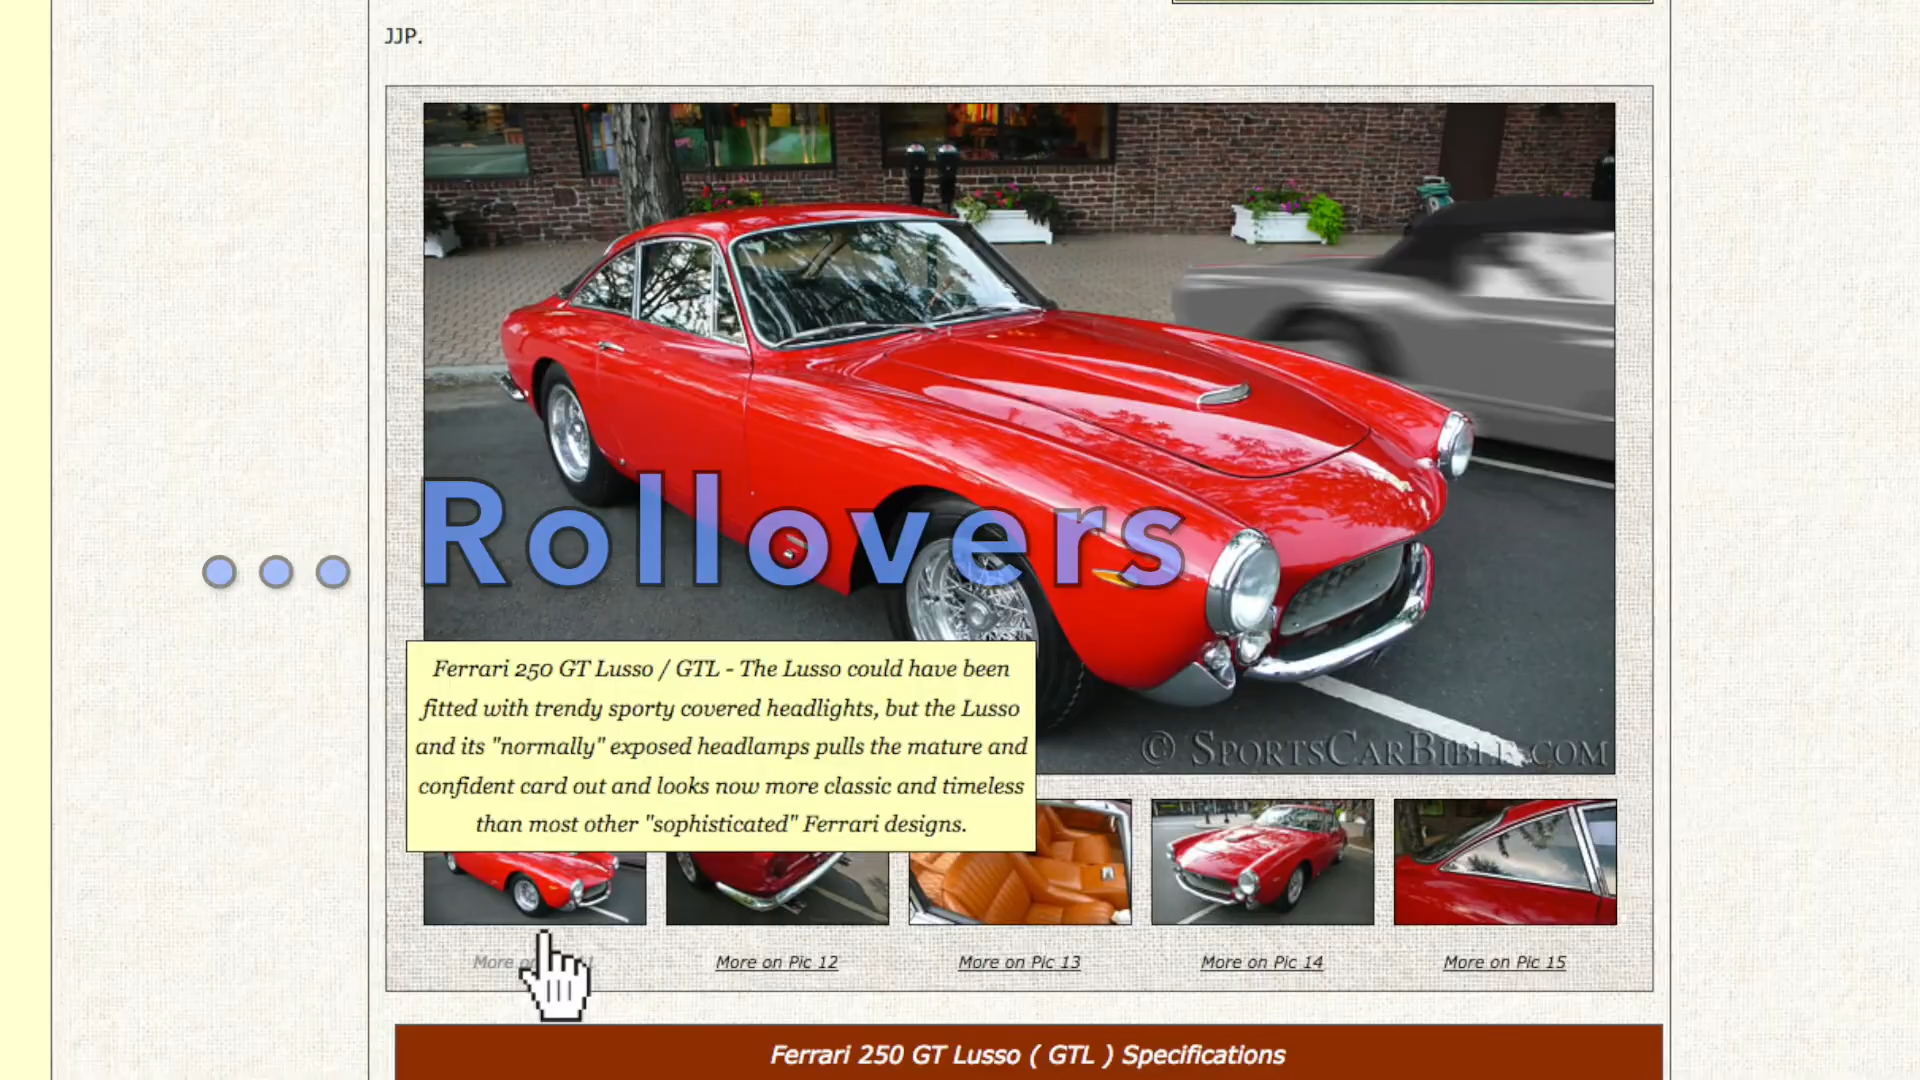 JJP.
... Rollovers
Ferrari 250 GT Lusso / GTL - The Lusso could have been
fitted with trendy sporty covered headlights, but the Lusso
and its "normally" exposed headlamps pulls the mature and
confident card out and looks now more classic and timeless
than most other "sophisticated" Ferrari designs.
© SPORTSCARBIBLE.COM
More on
More on Pic 12
More on Pic 13
More on Pic 14
More on Pic 15
Ferrari 250 GT Lusso ( GTL ) Specifications